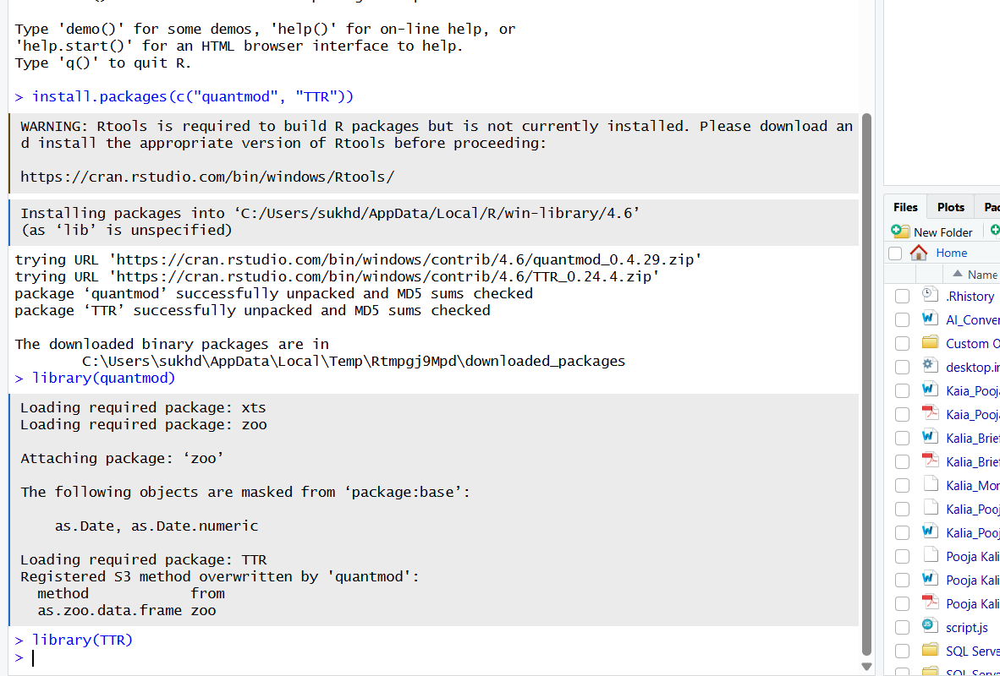 Type 'demo()' for some demos, 'help()' for on-line help, or
'help.start()' for an HTML browser interface to help.
Type 'q()' to quit R.
> install.packages(c("quantmod", "TTR"))
WARNING: Rtools is required to build R packages but is not currently installed. Please download an
d install the appropriate version of Rtools before proceeding:
https://cran.rstudio.com/bin/windows/Rtools/
Installing packages into ‘C:/Users/sukhd/AppData/Local/R/win-library/4.6’
(as ‘lib’ is unspecified)
trying URL 'https://cran.rstudio.com/bin/windows/contrib/4.6/quantmod_0.4.29.zip'
trying URL 'https://cran.rstudio.com/bin/windows/contrib/4.6/TTR_0.24.4.zip'
package ‘quantmod’ successfully unpacked and MD5 sums checked
package ‘TTR’ successfully unpacked and MD5 sums checked
The downloaded binary packages are in
C:\Users\sukhd\AppData\Local\Temp\Rtmpgj9Mpd\downloaded_packages
> library(quantmod)
Loading required package: xts
Loading required package: zoo
Attaching package: ‘zoo’
The following objects are masked from ‘package:base’:
as.Date, as.Date.numeric
Loading required package: TTR
Registered S3 method overwritten by 'quantmod':
method from
as.zoo.data.frame zoo
> library(TTR)
>
Files Plots Pac
New Folder
Home
Name
.Rhistory
AI_Conver
Custom O
desktop.in
Kaia_Pooja
Kaia_Pooja
Kalia_Brief
Kalia_Brief
Kalia_Mor
Kalia_Pooj
Kalia_Pooj
Pooja Kali
Pooja Kali
Pooja Kali
script.js
SQL Serve
SQL Serve